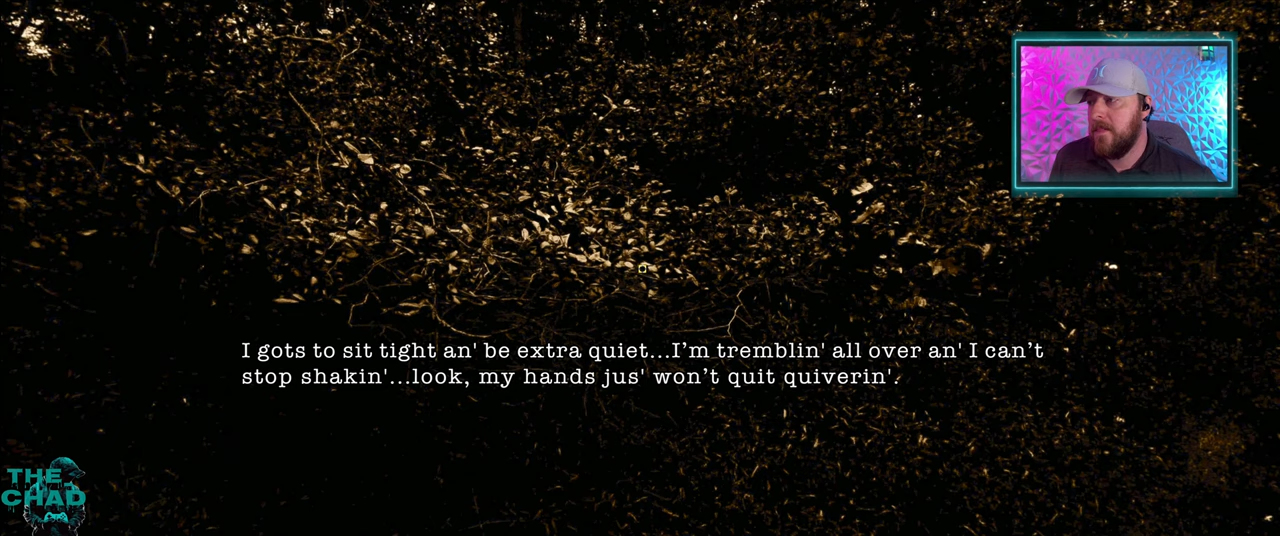 I gots to sit tight an' be extra quiet...I’m tremblin' all over an' I can’t
stop shakin'...look, my hands jus' won’t quit quiverin'.
THE
CHAD